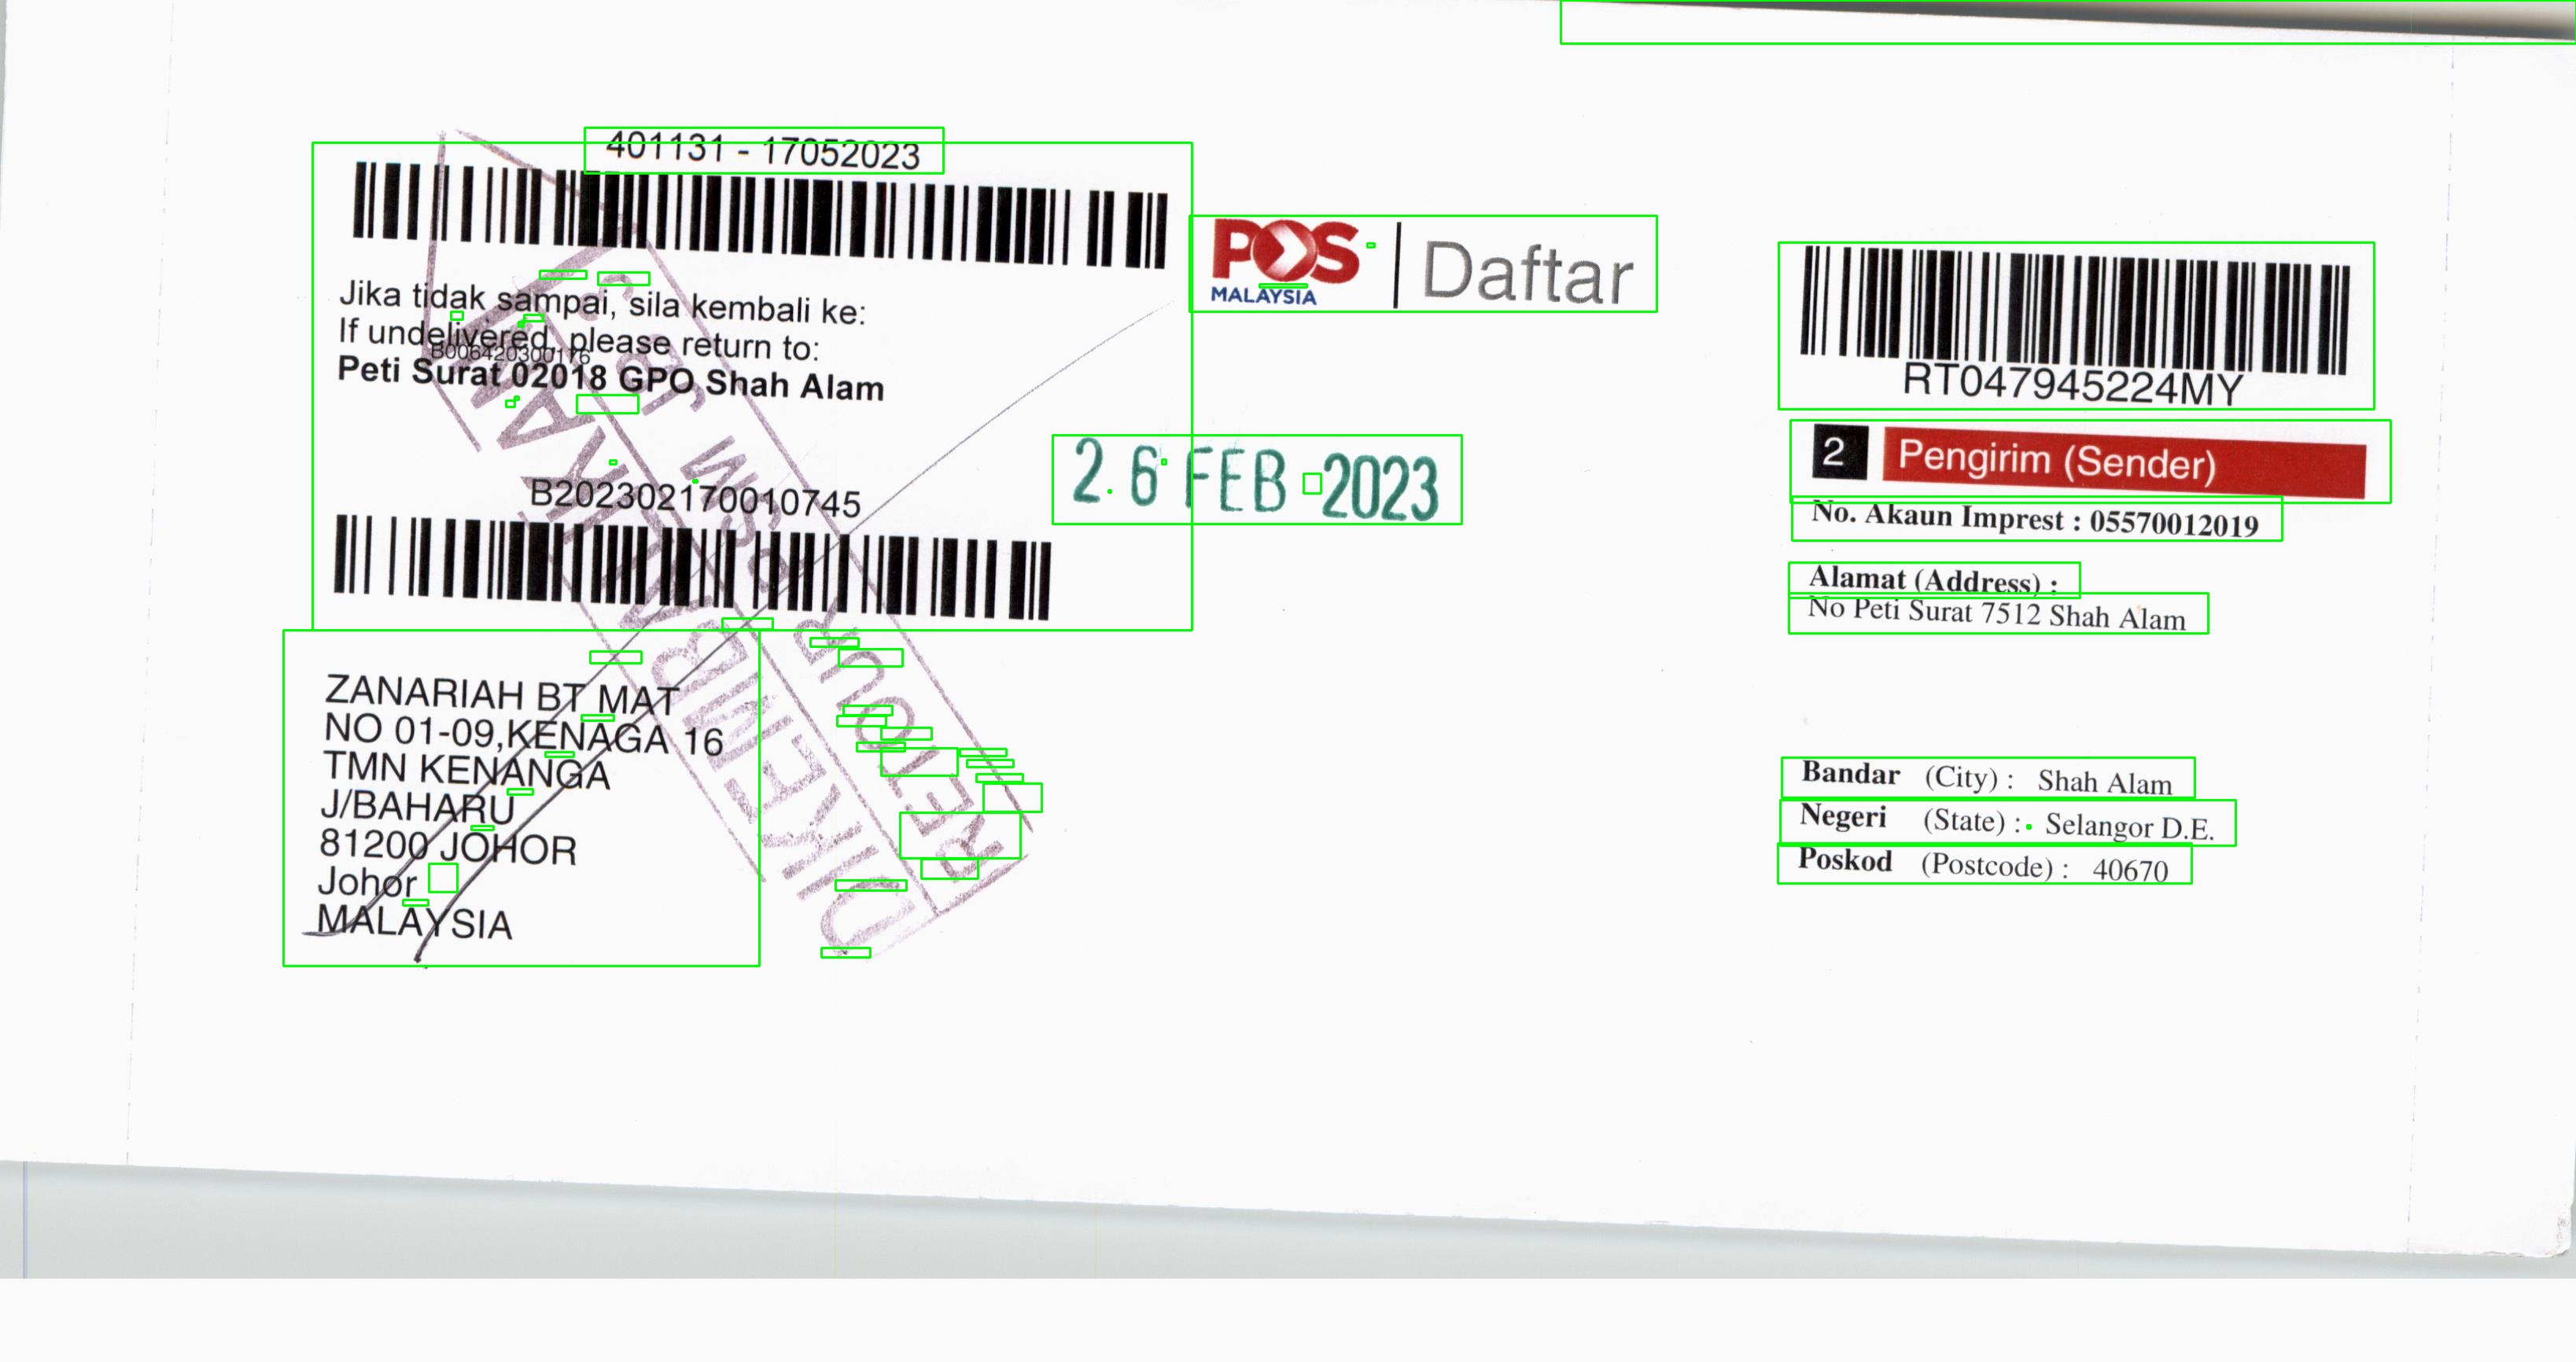 401131 - 17052023
Jika tidak sampai, sila kembali ke:
If undelivered, please return to:
B006420300176
Peti Surat 02018 GPO Shah Alam
B202302170010745
ZANARIAH BT MAT
NO 01-09,KENAGA 16
TMN KENANGA
J/BAHARU
81200 JOHOR
Johor
MALAYSIA
DIKEMBALIKAN
RETOUR
POS
MALAYSIA
Daftar
26 FEB 2023
RT047945224MY
2 Pengirim (Sender)
No. Akaun Imprest : 05570012019
Alamat (Address) :
No Peti Surat 7512 Shah Alam
Bandar (City) : Shah Alam
Negeri (State) : Selangor D.E.
Poskod (Postcode) : 40670